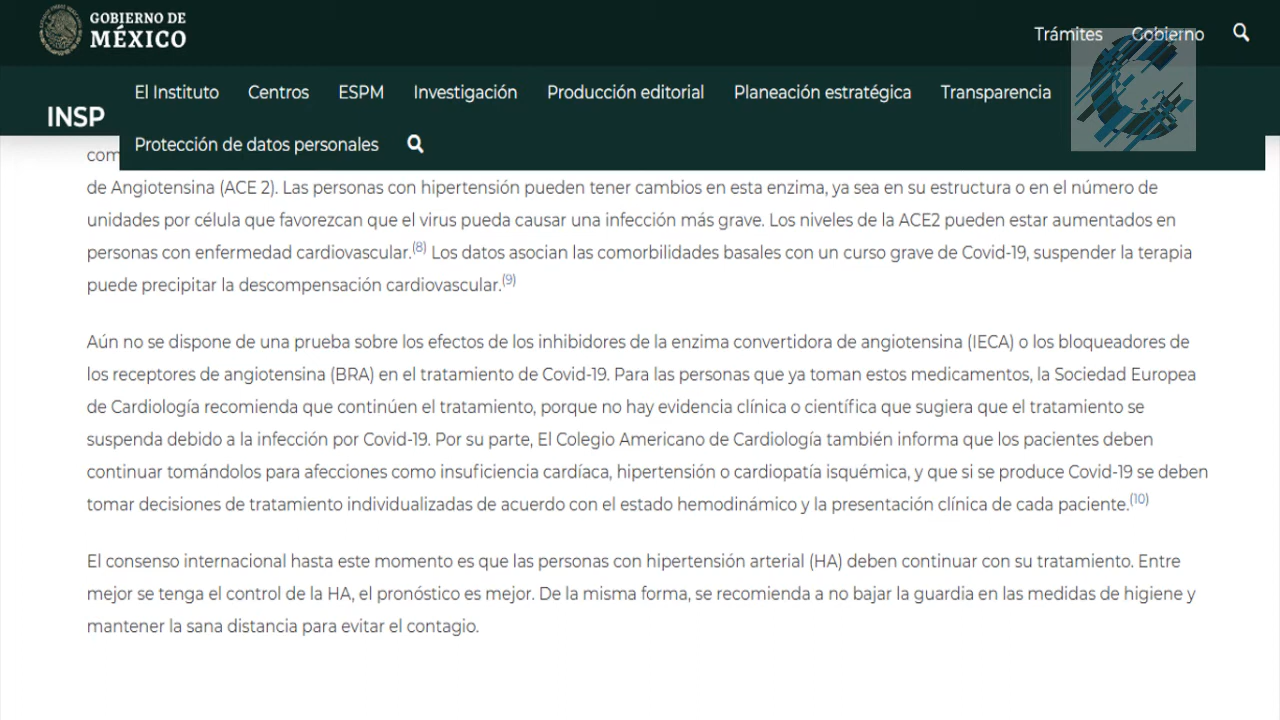 GOBIERNO DE
MÉXICO
Trámites Gobierno
INSP
El Instituto Centros ESPM Investigación Producción editorial Planeación estratégica Transparencia
Protección de datos personales
com
de Angiotensina (ACE 2). Las personas con hipertensión pueden tener cambios en esta enzima, ya sea en su estructura o en el número de
unidades por célula que favorezcan que el virus pueda causar una infección más grave. Los niveles de la ACE2 pueden estar aumentados en
personas con enfermedad cardiovascular.(8) Los datos asocian las comorbilidades basales con un curso grave de Covid-19, suspender la terapia
puede precipitar la descompensación cardiovascular.(9)
Aún no se dispone de una prueba sobre los efectos de los inhibidores de la enzima convertidora de angiotensina (IECA) o los bloqueadores de
los receptores de angiotensina (BRA) en el tratamiento de Covid-19. Para las personas que ya toman estos medicamentos, la Sociedad Europea
de Cardiología recomienda que continúen el tratamiento, porque no hay evidencia clínica o científica que sugiera que el tratamiento se
suspenda debido a la infección por Covid-19. Por su parte, El Colegio Americano de Cardiología también informa que los pacientes deben
continuar tomándolos para afecciones como insuficiencia cardíaca, hipertensión o cardiopatía isquémica, y que si se produce Covid-19 se deben
tomar decisiones de tratamiento individualizadas de acuerdo con el estado hemodinámico y la presentación clínica de cada paciente.(10)
El consenso internacional hasta este momento es que las personas con hipertensión arterial (HA) deben continuar con su tratamiento. Entre
mejor se tenga el control de la HA, el pronóstico es mejor. De la misma forma, se recomienda a no bajar la guardia en las medidas de higiene y
mantener la sana distancia para evitar el contagio.